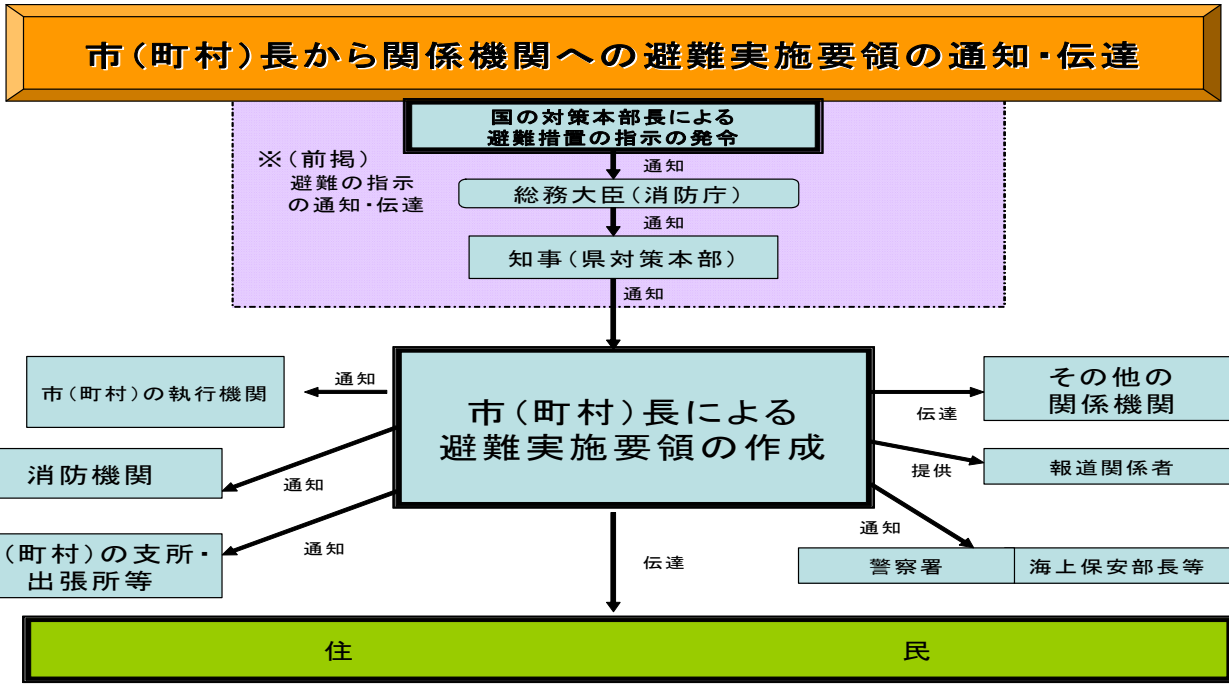 市(町村)長から関係機関への避難実施要領の通知・伝達
国の対策本部長による
避難措置の指示の発令
※(前掲)
避難の指示
の通知・伝達
通知
総務大臣(消防庁)
通知
知事(県対策本部)
通知
市(町村)の執行機関
通知
市(町村)長による
避難実施要領の作成
その他の
関係機関
伝達
消防機関
通知
報道関係者
提供
(町村)の支所・
出張所等
通知
伝達
通知
警察署
海上保安部長等
住民